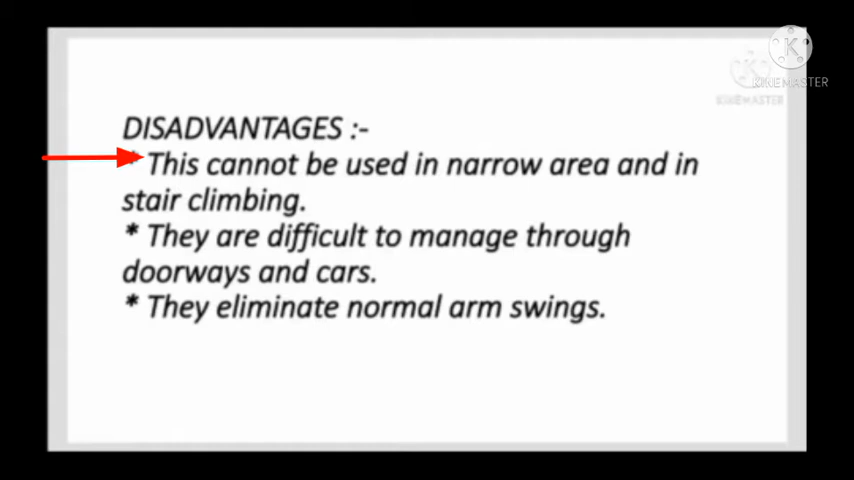 KINEMASTER
KINEMASTER
DISADVANTAGES :-
* This cannot be used in narrow area and in
stair climbing.
* They are difficult to manage through
doorways and cars.
* They eliminate normal arm swings.